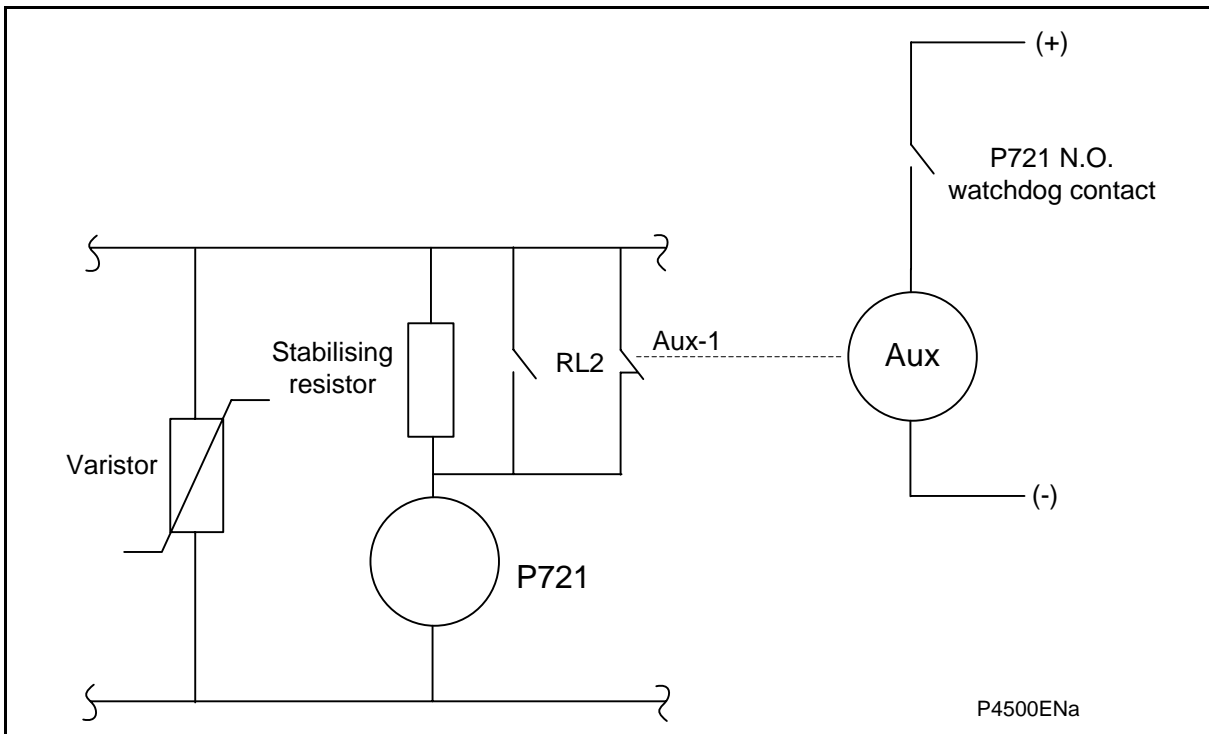 (+)
P721 N.O.
watchdog contact
Stabilising
resistor
RL2
Aux-1
Aux
Varistor
(-)
P721
P4500ENa